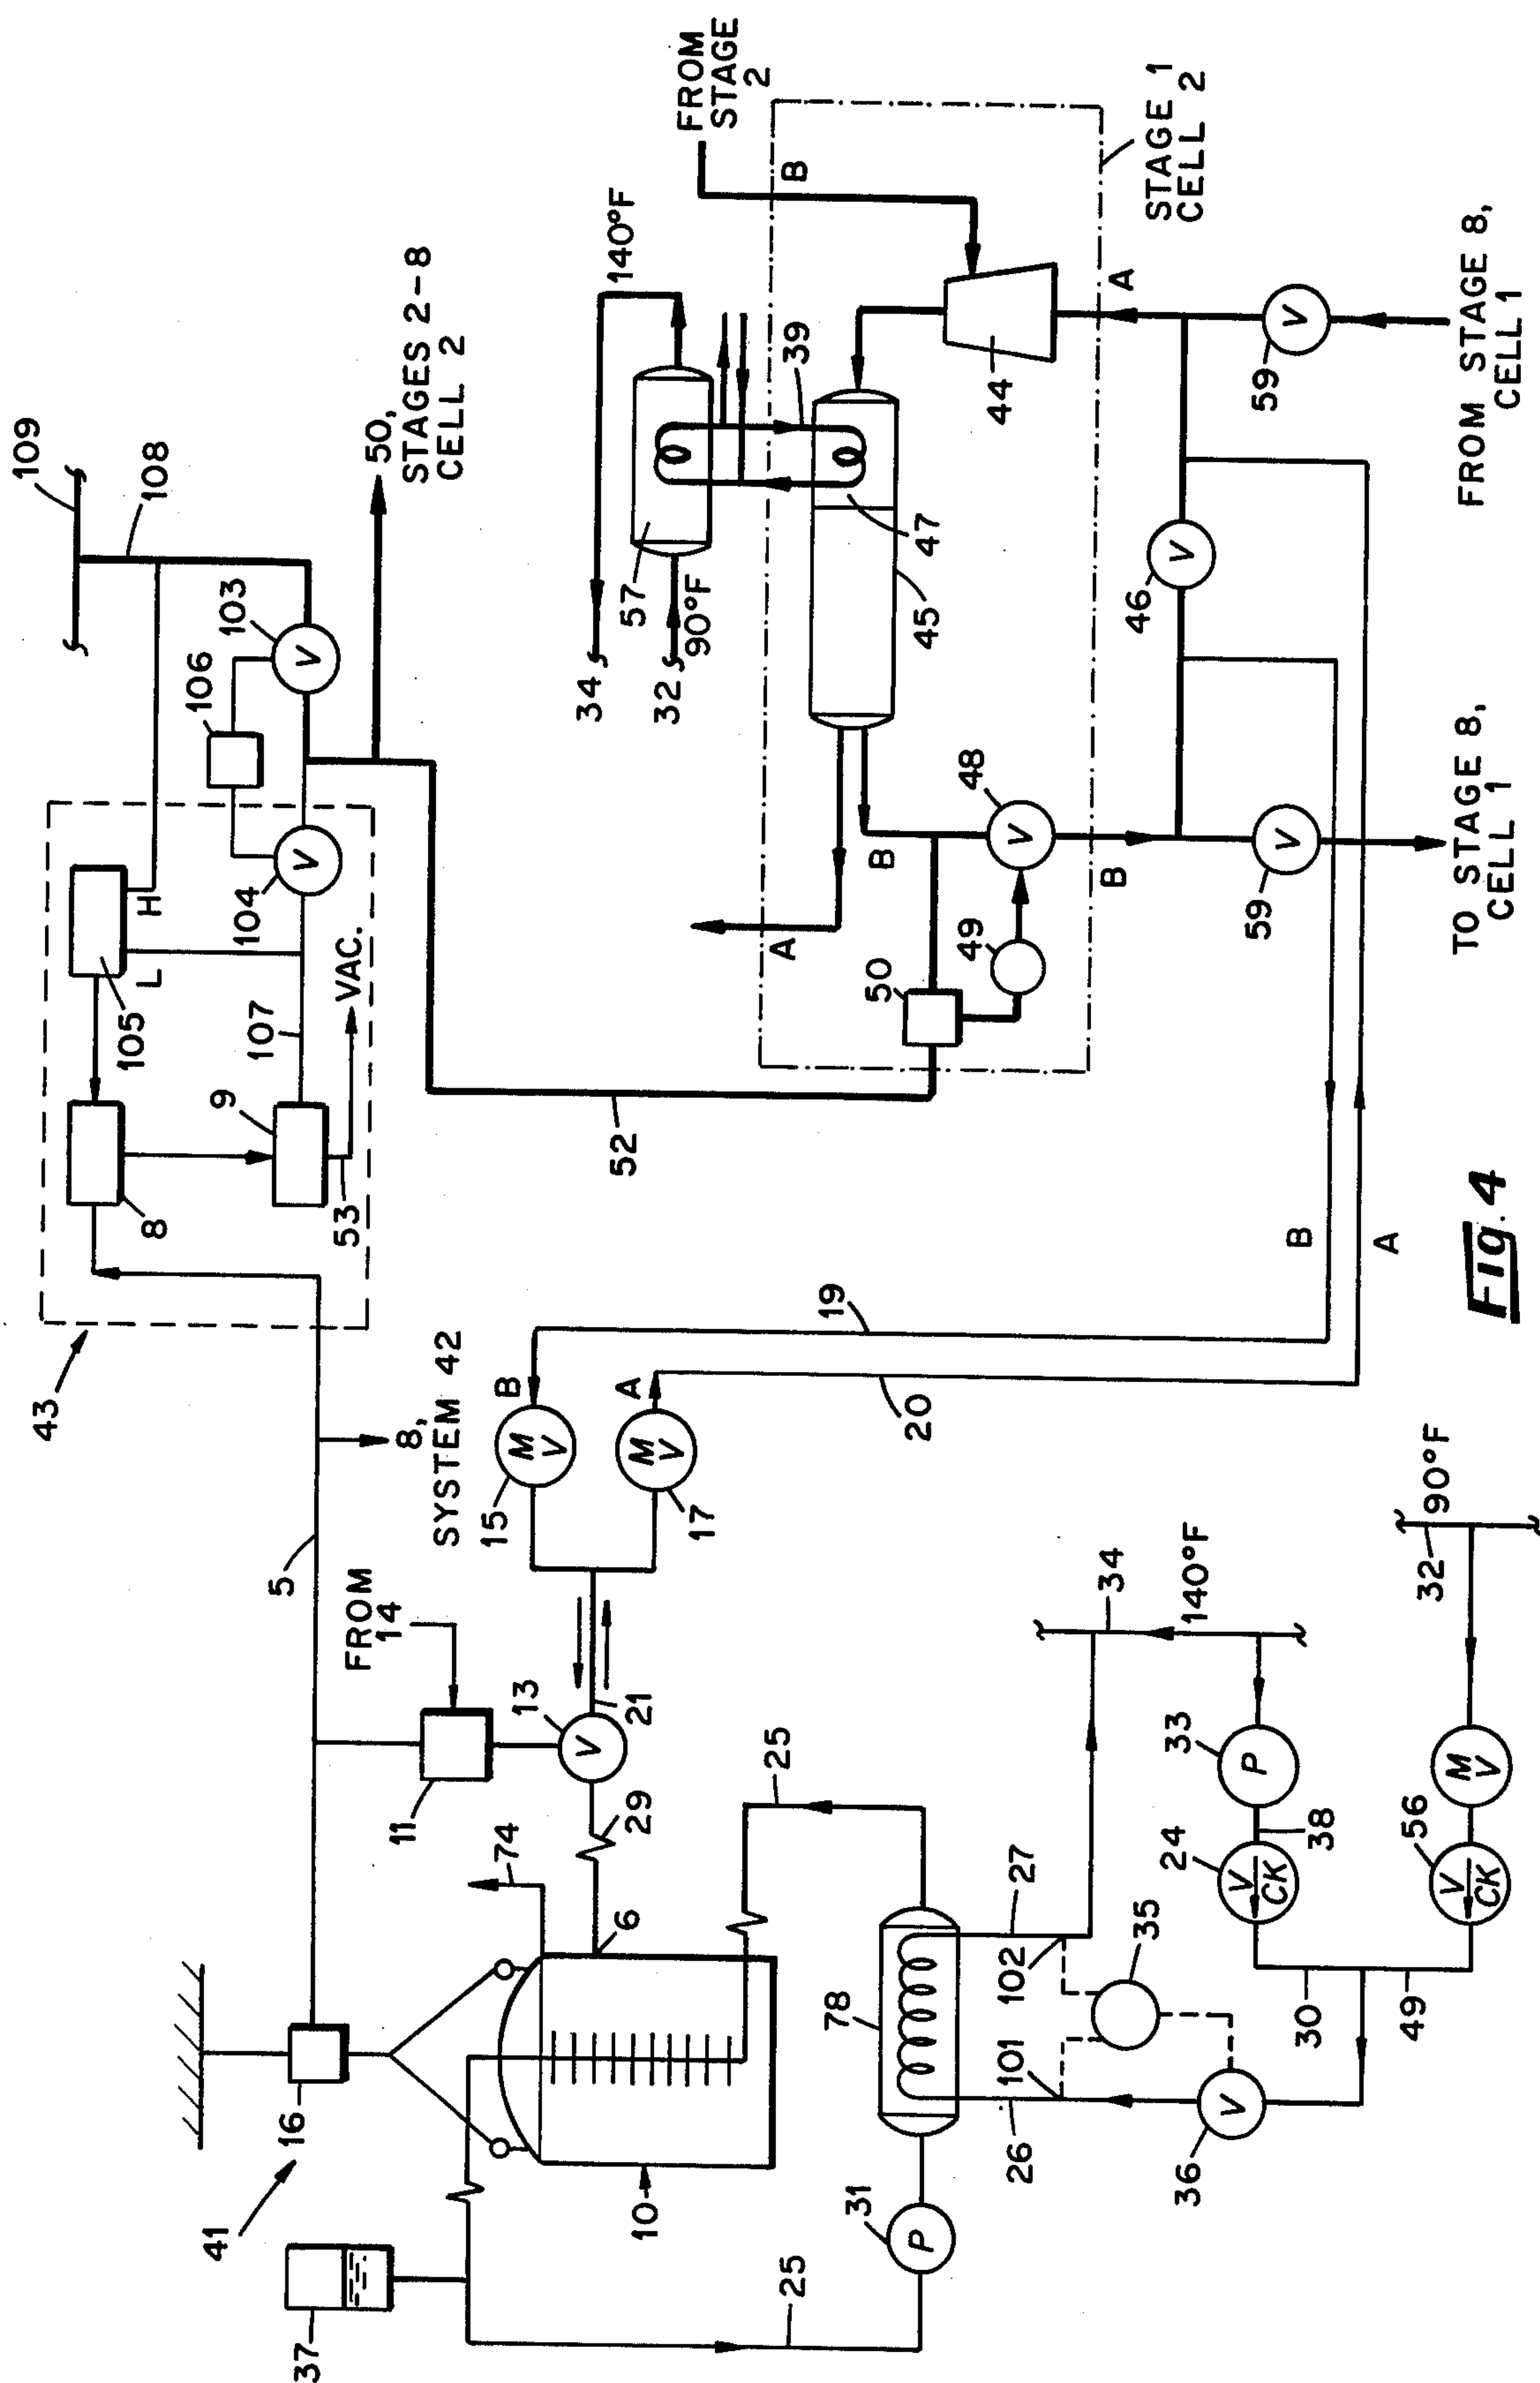 109
108
103
106
104
H
L
105
107
VAC.
9
8
53
43
V
V
50,
STAGES 2-8
CELL 2
5
8,
SYSTEM 42
FROM
14
11
13
V
21
29
16
41
37
74
6
10
25
25
31
P
78
26
27
101
102
35
36
V
34
140°F
33
P
38
24
V
CK
30
49
56
V
CK
M
V
32
90°F
15
M
V
B
17
M
V
A
19
20
B
A
52
50
49
48
V
B
B
A
45
47
39
57
34
32
90°F
140°F
FROM
STAGE
2
B
STAGE 1
CELL 2
44
A
46
V
59
V
59
V
TO STAGE 8,
CELL 1
FROM STAGE 8,
CELL 1
Fig. 4